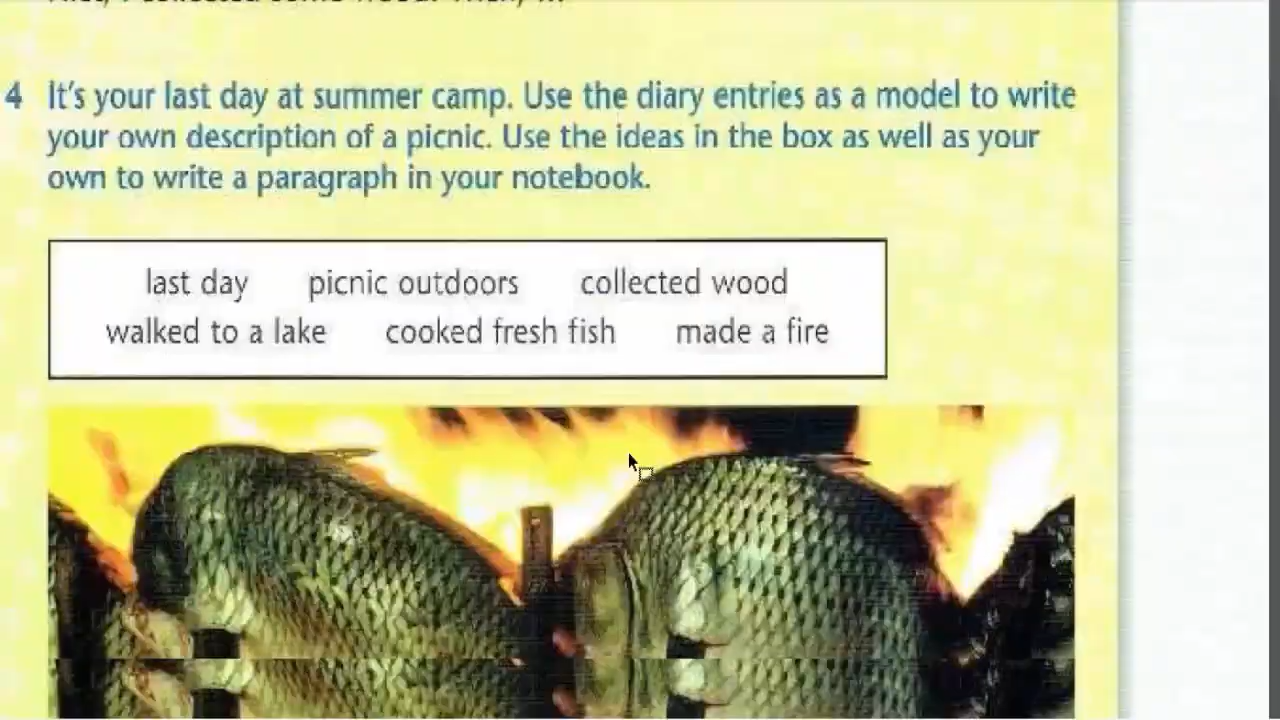 4 It's your last day at summer camp. Use the diary entries as a model to write
your own description of a picnic. Use the ideas in the box as well as your
own to write a paragraph in your notebook.
last day picnic outdoors collected wood
walked to a lake cooked fresh fish made a fire